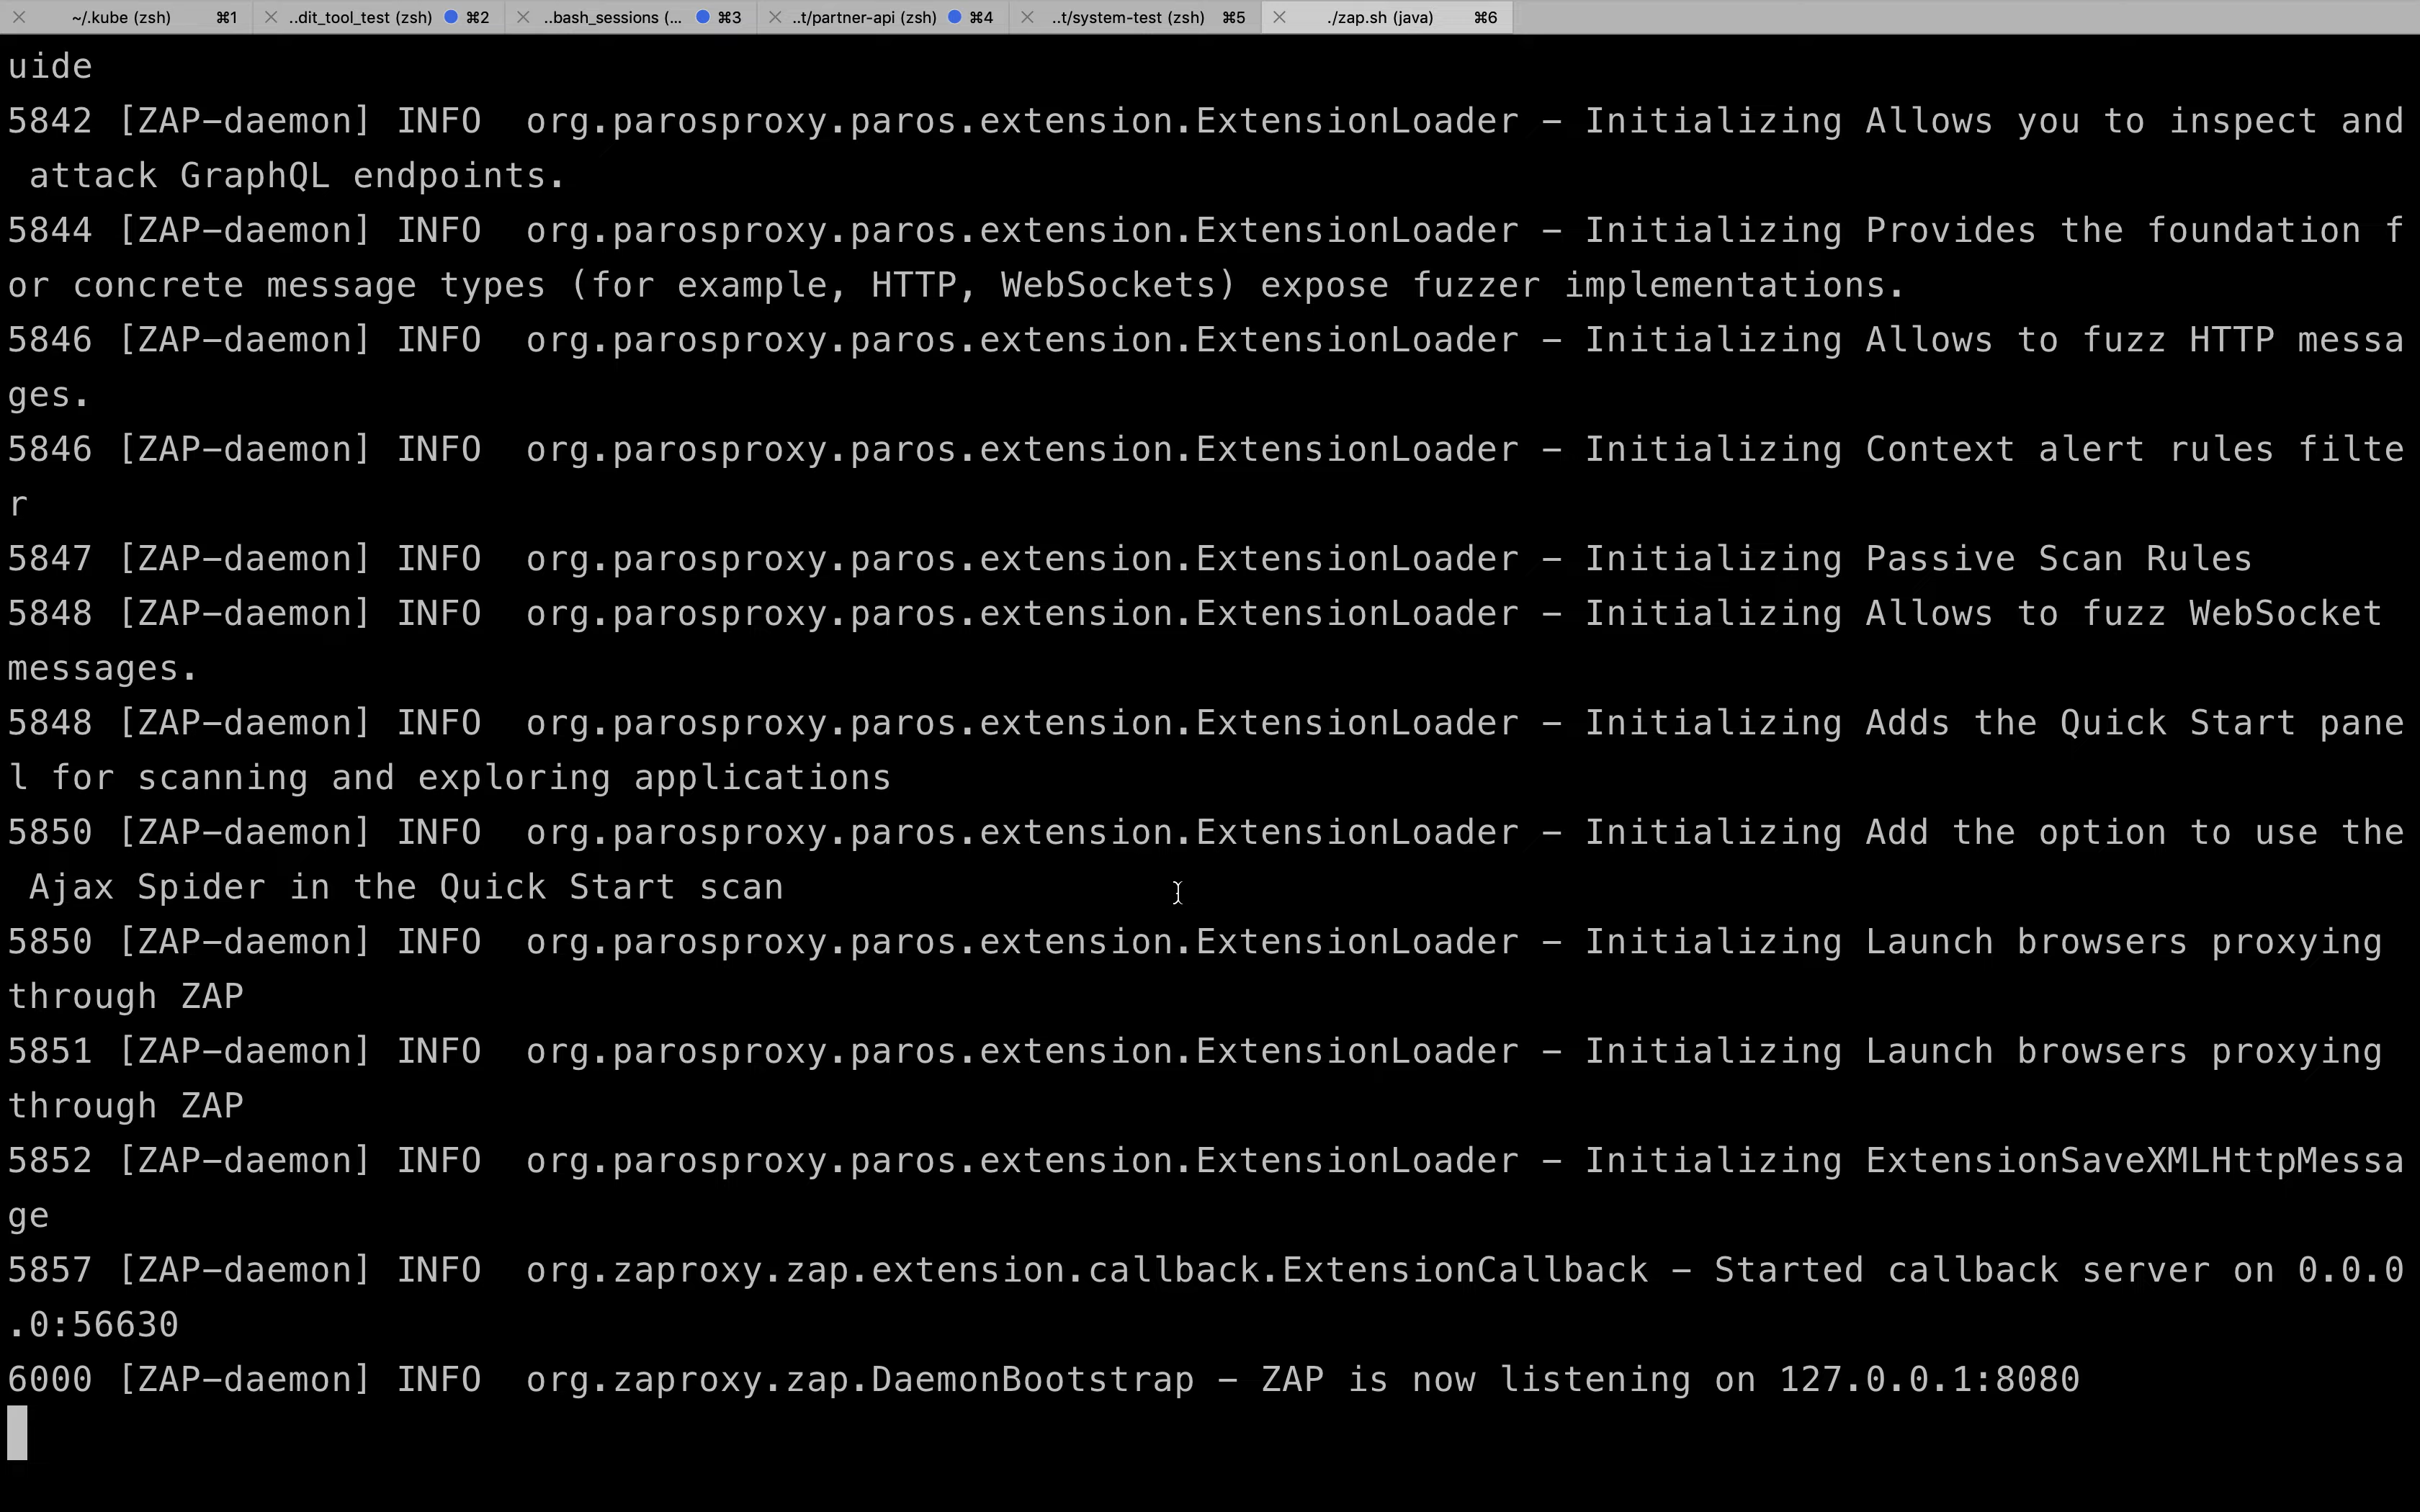 ~/.kube (zsh) ⌘1 ..dit_tool_test (zsh) ⌘2 ..bash_sessions (... ⌘3 ..t/partner-api (zsh) ⌘4 ..t/system-test (zsh) ⌘5 ./zap.sh (java) ⌘6
uide
5842 [ZAP-daemon] INFO  org.parosproxy.paros.extension.ExtensionLoader - Initializing Allows you to inspect and
 attack GraphQL endpoints.
5844 [ZAP-daemon] INFO  org.parosproxy.paros.extension.ExtensionLoader - Initializing Provides the foundation f
or concrete message types (for example, HTTP, WebSockets) expose fuzzer implementations.
5846 [ZAP-daemon] INFO  org.parosproxy.paros.extension.ExtensionLoader - Initializing Allows to fuzz HTTP messa
ges.
5846 [ZAP-daemon] INFO  org.parosproxy.paros.extension.ExtensionLoader - Initializing Context alert rules filte
r
5847 [ZAP-daemon] INFO  org.parosproxy.paros.extension.ExtensionLoader - Initializing Passive Scan Rules
5848 [ZAP-daemon] INFO  org.parosproxy.paros.extension.ExtensionLoader - Initializing Allows to fuzz WebSocket
messages.
5848 [ZAP-daemon] INFO  org.parosproxy.paros.extension.ExtensionLoader - Initializing Adds the Quick Start pane
l for scanning and exploring applications
5850 [ZAP-daemon] INFO  org.parosproxy.paros.extension.ExtensionLoader - Initializing Add the option to use the
 Ajax Spider in the Quick Start scan
5850 [ZAP-daemon] INFO  org.parosproxy.paros.extension.ExtensionLoader - Initializing Launch browsers proxying
through ZAP
5851 [ZAP-daemon] INFO  org.parosproxy.paros.extension.ExtensionLoader - Initializing Launch browsers proxying
through ZAP
5852 [ZAP-daemon] INFO  org.parosproxy.paros.extension.ExtensionLoader - Initializing ExtensionSaveXMLHttpMessa
ge
5857 [ZAP-daemon] INFO  org.zaproxy.zap.extension.callback.ExtensionCallback - Started callback server on 0.0.0
.0:56630
6000 [ZAP-daemon] INFO  org.zaproxy.zap.DaemonBootstrap - ZAP is now listening on 127.0.0.1:8080